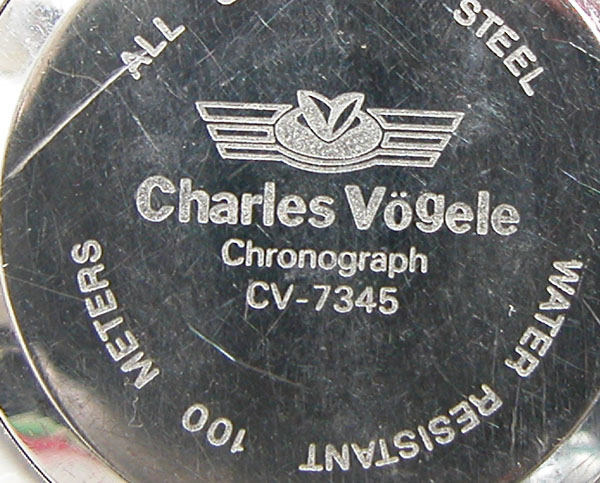 ALL
STEEL
Charles Vögele
Chronograph
CV-7345
WATER RESISTANT 100 METERS